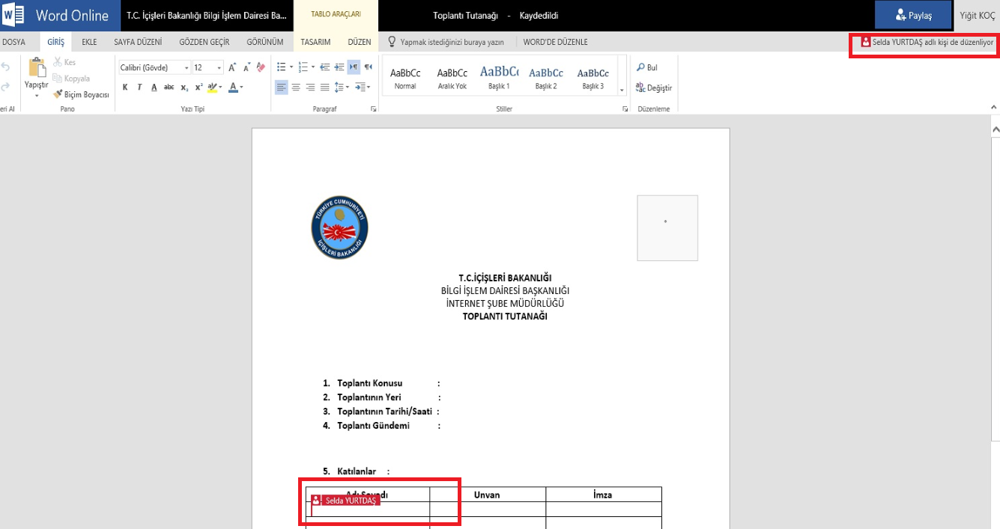 Word Online
T.C. İçişleri Bakanlığı Bilgi İşlem Dairesi Ba...
TABLO ARAÇLARI
Toplantı Tutanağı - Kaydedildi
Paylaş
Yiğit KOÇ
DOSYA GİRİŞ EKLE SAYFA DÜZENİ GÖZDEN GEÇİR GÖRÜNÜM TASARIM DÜZEN Yapmak istediğinizi buraya yazın WORD'DE DÜZENLE
Selda YURTDAŞ adlı kişi de düzenliyor
Yapıştır
Kes
Kopyala
Biçim Boyacısı
Calibri (Gövde) 12
K T A abc x₂ x² A
AaBbCc AaBbCc AaBbCc AaBbCc AaBbCc
Normal Aralık Yok Başlık 1 Başlık 2 Başlık 3
Bul
Değiştir
eri Al Pano Yazı Tipi Paragraf Stiller Düzenleme
TÜRKİYE CUMHURİYETİ
İÇİŞLERİ BAKANLIĞI
T.C.İÇİŞLERİ BAKANLIĞI
BİLGİ İŞLEM DAİRESİ BAŞKANLIĞI
İNTERNET ŞUBE MÜDÜRLÜĞÜ
TOPLANTI TUTANAĞI
1. Toplantı Konusu :
2. Toplantının Yeri :
3. Toplantının Tarihi/Saati :
4. Toplantı Gündemi :
5. Katılanlar :
Adı Soyadı Unvan İmza
Selda YURTDAŞ